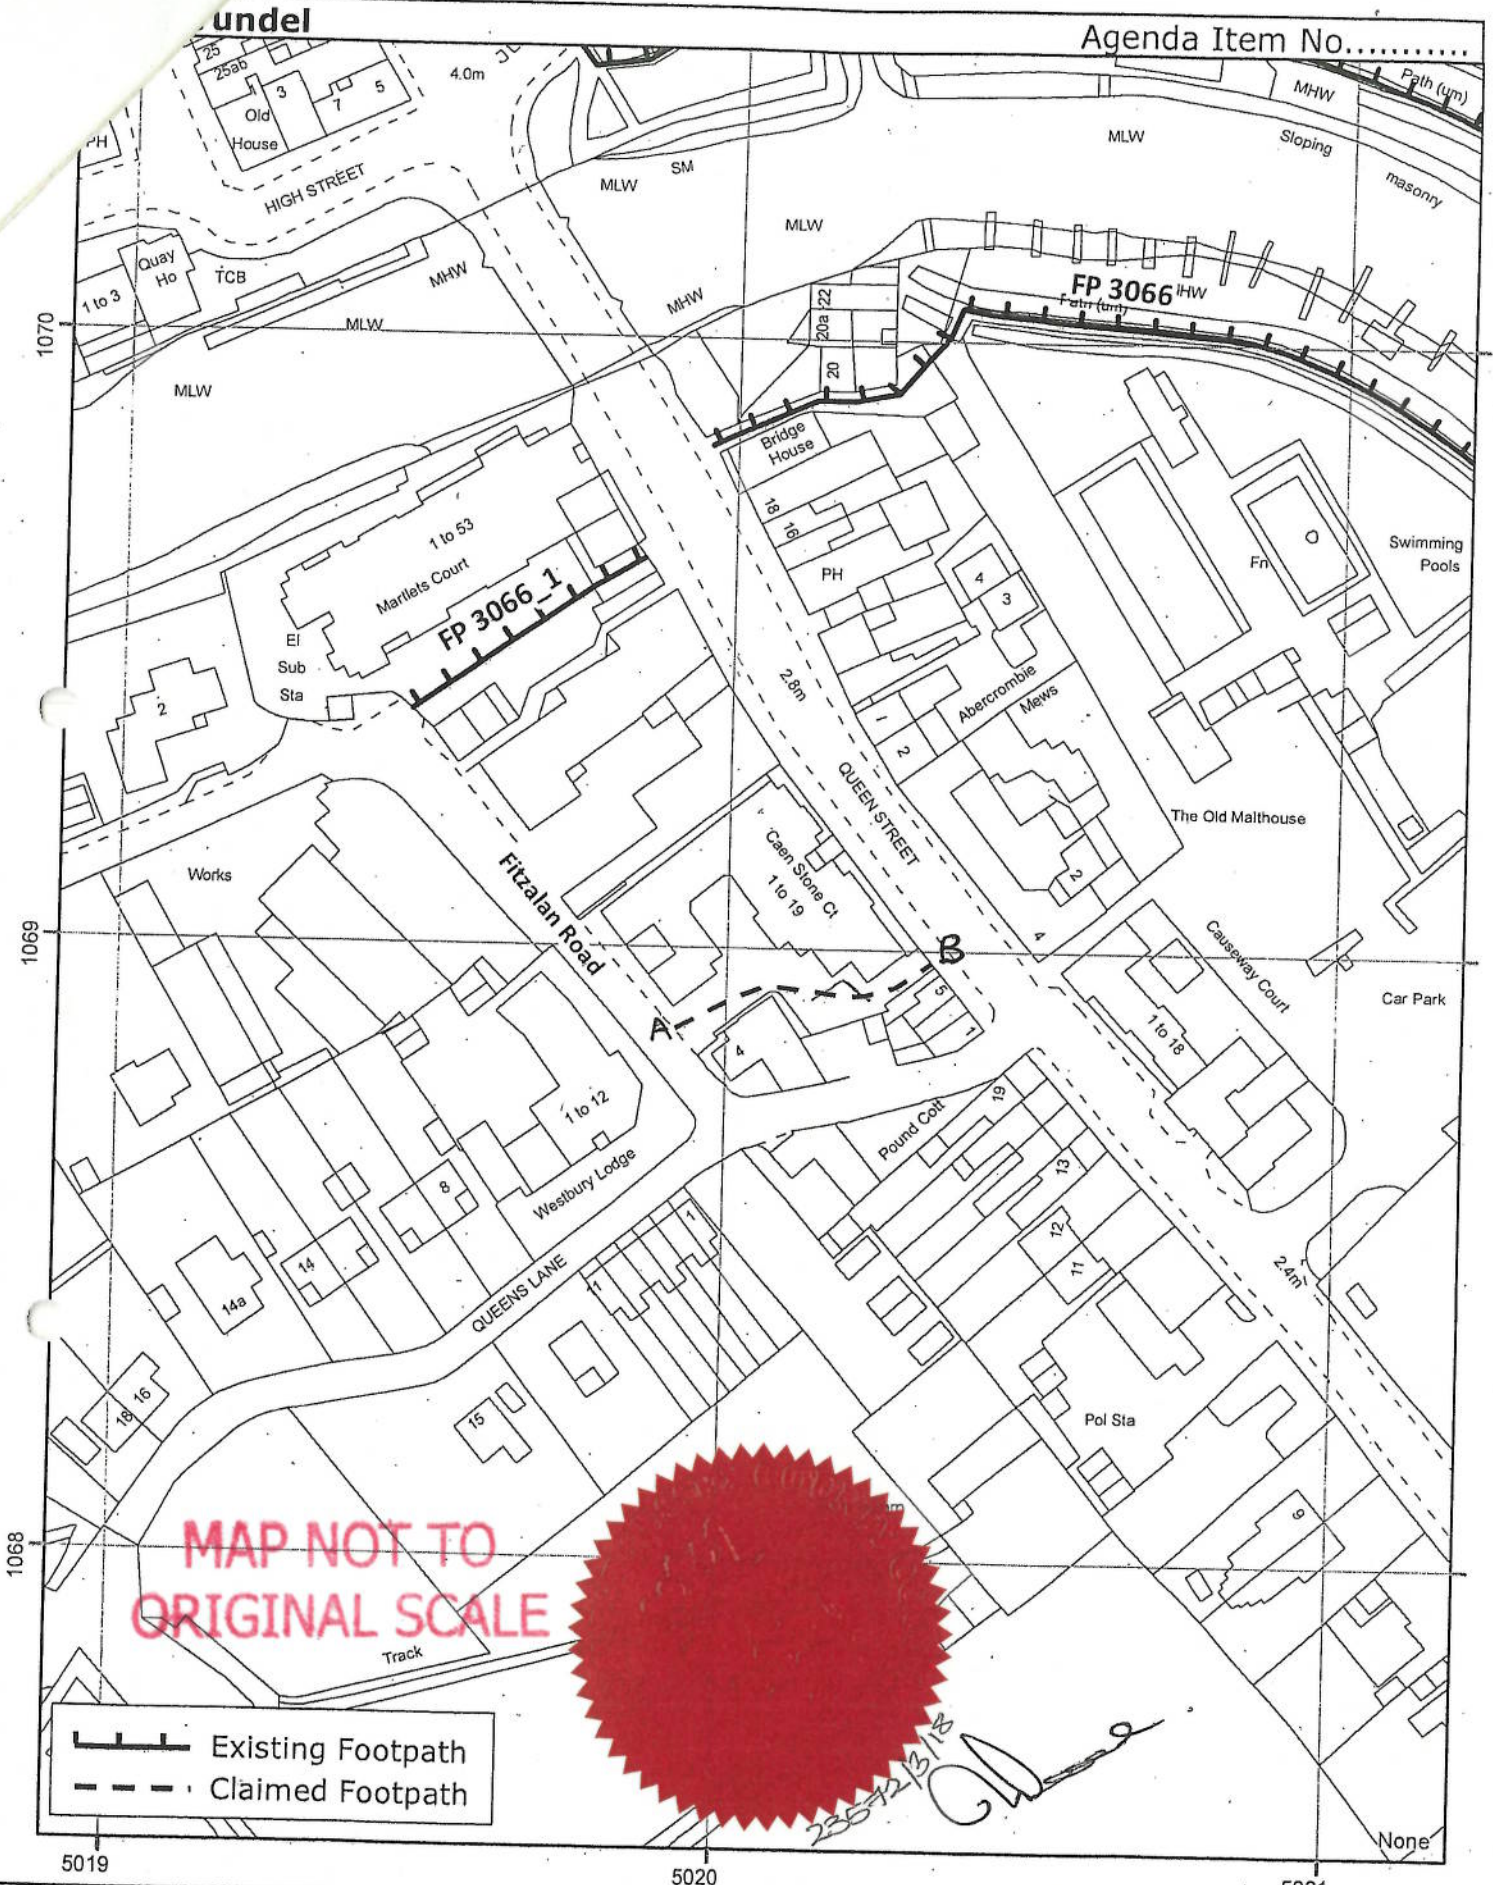 undel
Agenda Item No...........
25
25ab
3
7
5
Old
House
4.0m
PH
HIGH STREET
MHW
Path (um)
MLW
Sloping
masonry
SM
MLW
MLW
Quay
Ho
TCB
1 to 3
MHW
MHW
MLW
MLW
FP 3066
Path (um)
22
20a
20
1070
Bridge
House
18
16
PH
4
3
Fn
Swimming
Pools
1 to 53
Martlets Court
FP 3066_1
El
Sub
Sta
2
2.8m
Abercrombie
Mews
1
2
QUEEN STREET
The Old Malthouse
2
Works
Fitzalan Road
Caen Stone Ct
1 to 19
1069
B
4
Causeway Court
Car Park
A
4
5
1
1 to 18
1 to 12
Westbury Lodge
Pound Cott
19
13
12
11
8
14
14a
QUEENS LANE
11
1
2.4m
16
18
15
Pol Sta
9
1068
MAP NOT TO
ORIGINAL SCALE
Track
Existing Footpath
Claimed Footpath
None
5019
5020